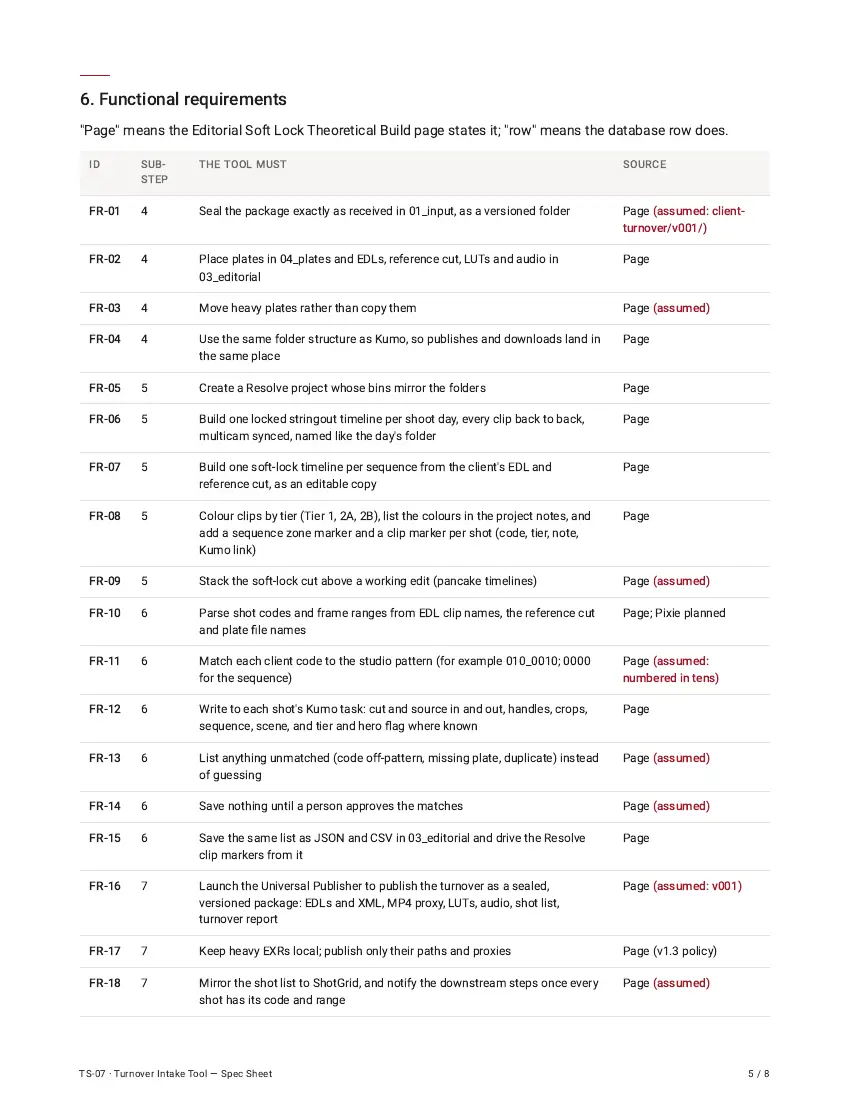 6. Functional requirements
"Page" means the Editorial Soft Lock Theoretical Build page states it; "row" means the database row does.
ID SUB- THE TOOL MUST SOURCE
STEP
FR-01 4 Seal the package exactly as received in 01_input, as a versioned folder Page (assumed: client-
turnover/v001/)
FR-02 4 Place plates in 04_plates and EDLs, reference cut, LUTs and audio in Page
03_editorial
FR-03 4 Move heavy plates rather than copy them Page (assumed)
FR-04 4 Use the same folder structure as Kumo, so publishes and downloads land in Page
the same place
FR-05 5 Create a Resolve project whose bins mirror the folders Page
FR-06 5 Build one locked stringout timeline per shoot day, every clip back to back, Page
multicam synced, named like the day's folder
FR-07 5 Build one soft-lock timeline per sequence from the client's EDL and Page
reference cut, as an editable copy
FR-08 5 Colour clips by tier (Tier 1, 2A, 2B), list the colours in the project notes, and Page
add a sequence zone marker and a clip marker per shot (code, tier, note,
Kumo link)
FR-09 5 Stack the soft-lock cut above a working edit (pancake timelines) Page (assumed)
FR-10 6 Parse shot codes and frame ranges from EDL clip names, the reference cut Page; Pixie planned
and plate file names
FR-11 6 Match each client code to the studio pattern (for example 010_0010; 0000 Page (assumed:
for the sequence) numbered in tens)
FR-12 6 Write to each shot's Kumo task: cut and source in and out, handles, crops, Page
sequence, scene, and tier and hero flag where known
FR-13 6 List anything unmatched (code off-pattern, missing plate, duplicate) instead Page (assumed)
of guessing
FR-14 6 Save nothing until a person approves the matches Page (assumed)
FR-15 6 Save the same list as JSON and CSV in 03_editorial and drive the Resolve Page
clip markers from it
FR-16 7 Launch the Universal Publisher to publish the turnover as a sealed, Page (assumed: v001)
versioned package: EDLs and XML, MP4 proxy, LUTs, audio, shot list,
turnover report
FR-17 7 Keep heavy EXRs local; publish only their paths and proxies Page (v1.3 policy)
FR-18 7 Mirror the shot list to ShotGrid, and notify the downstream steps once every Page (assumed)
shot has its code and range
TS-07 · Turnover Intake Tool — Spec Sheet 5 / 8